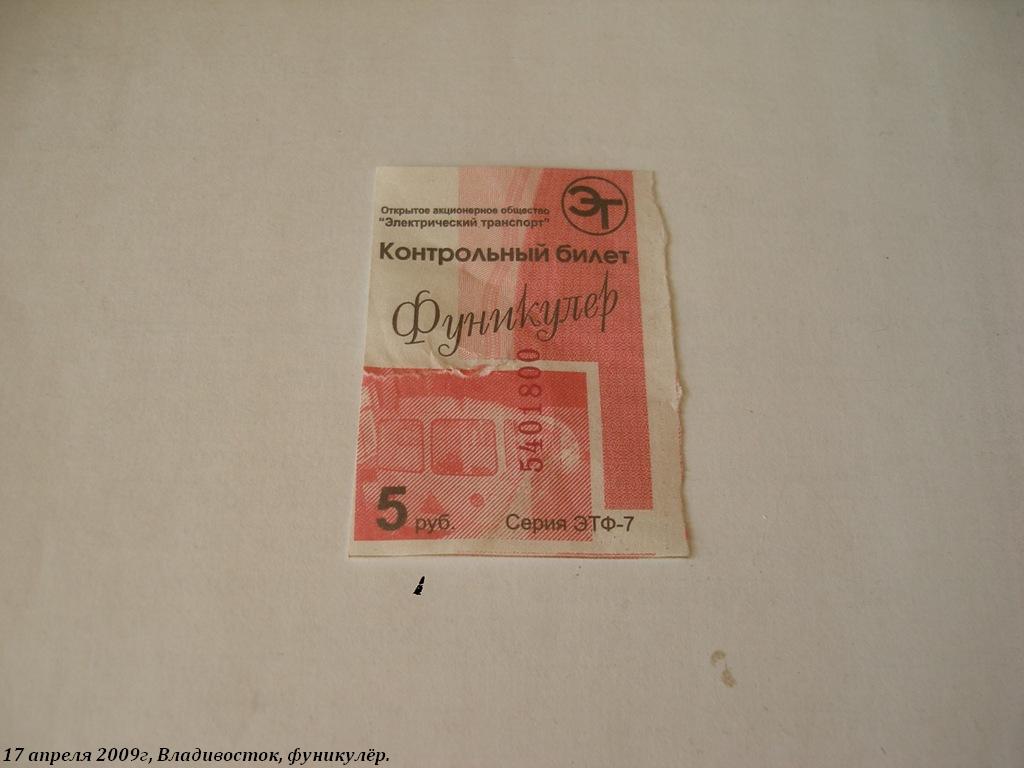 ЭТ
Открытое акционерное общество
"Электрический транспорт"
Контрольный билет
Фуникулер
5401800
5 руб.
Серия ЭТФ-7
17 апреля 2009г, Владивосток, фуникулёр.